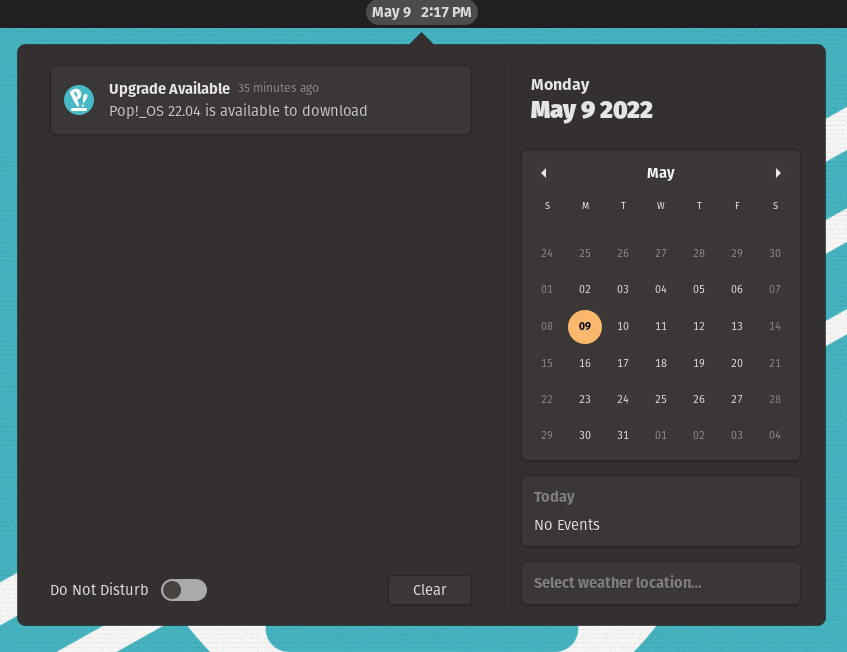 May 9 2:17 PM
Upgrade Available 35 minutes ago
Pop!_OS 22.04 is available to download
Do Not Disturb
Clear
Monday
May 9 2022
May
S M T W T F S
24 25 26 27 28 29 30
01 02 03 04 05 06 07
08 09 10 11 12 13 14
15 16 17 18 19 20 21
22 23 24 25 26 27 28
29 30 31 01 02 03 04
Today
No Events
Select weather location...